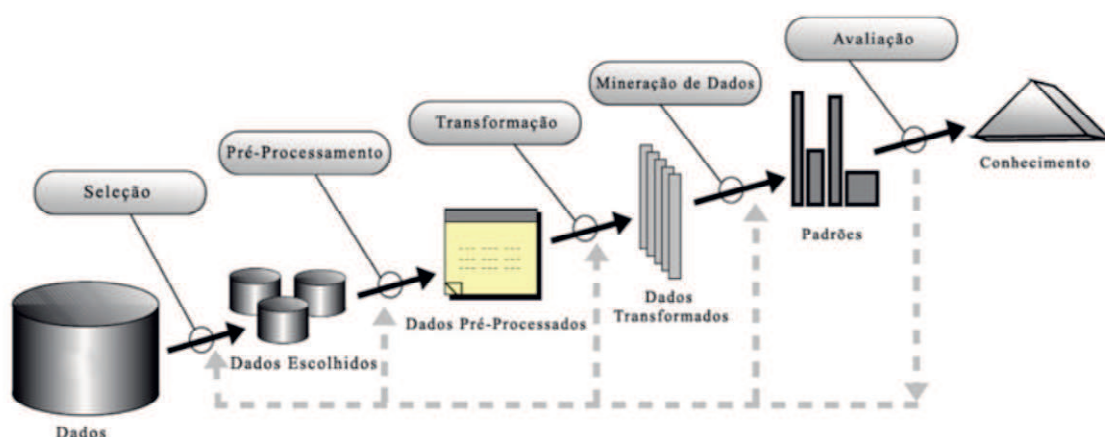 Avaliação
Mineração de Dados
Transformação
Pré-Processamento
Seleção
Conhecimento
Padrões
Dados
Transformados
Dados Pré-Processados
Dados Escolhidos
Dados